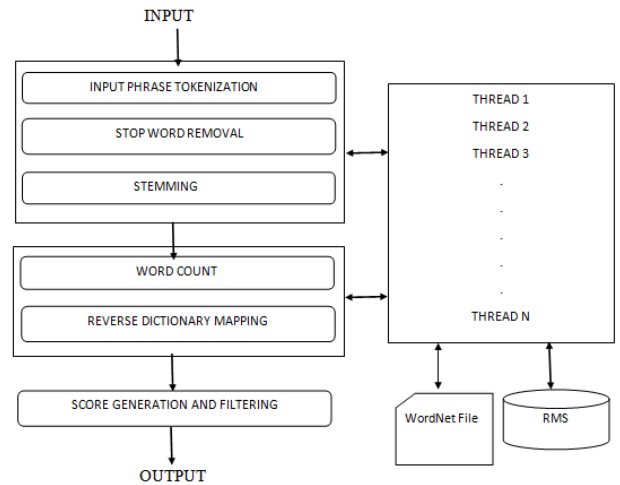 INPUT
INPUT PHRASE TOKENIZATION
STOP WORD REMOVAL
STEMMING
WORD COUNT
REVERSE DICTIONARY MAPPING
SCORE GENERATION AND FILTERING
OUTPUT
THREAD 1
THREAD 2
THREAD 3
.
.
.
.
.
THREAD N
WordNet File
RMS